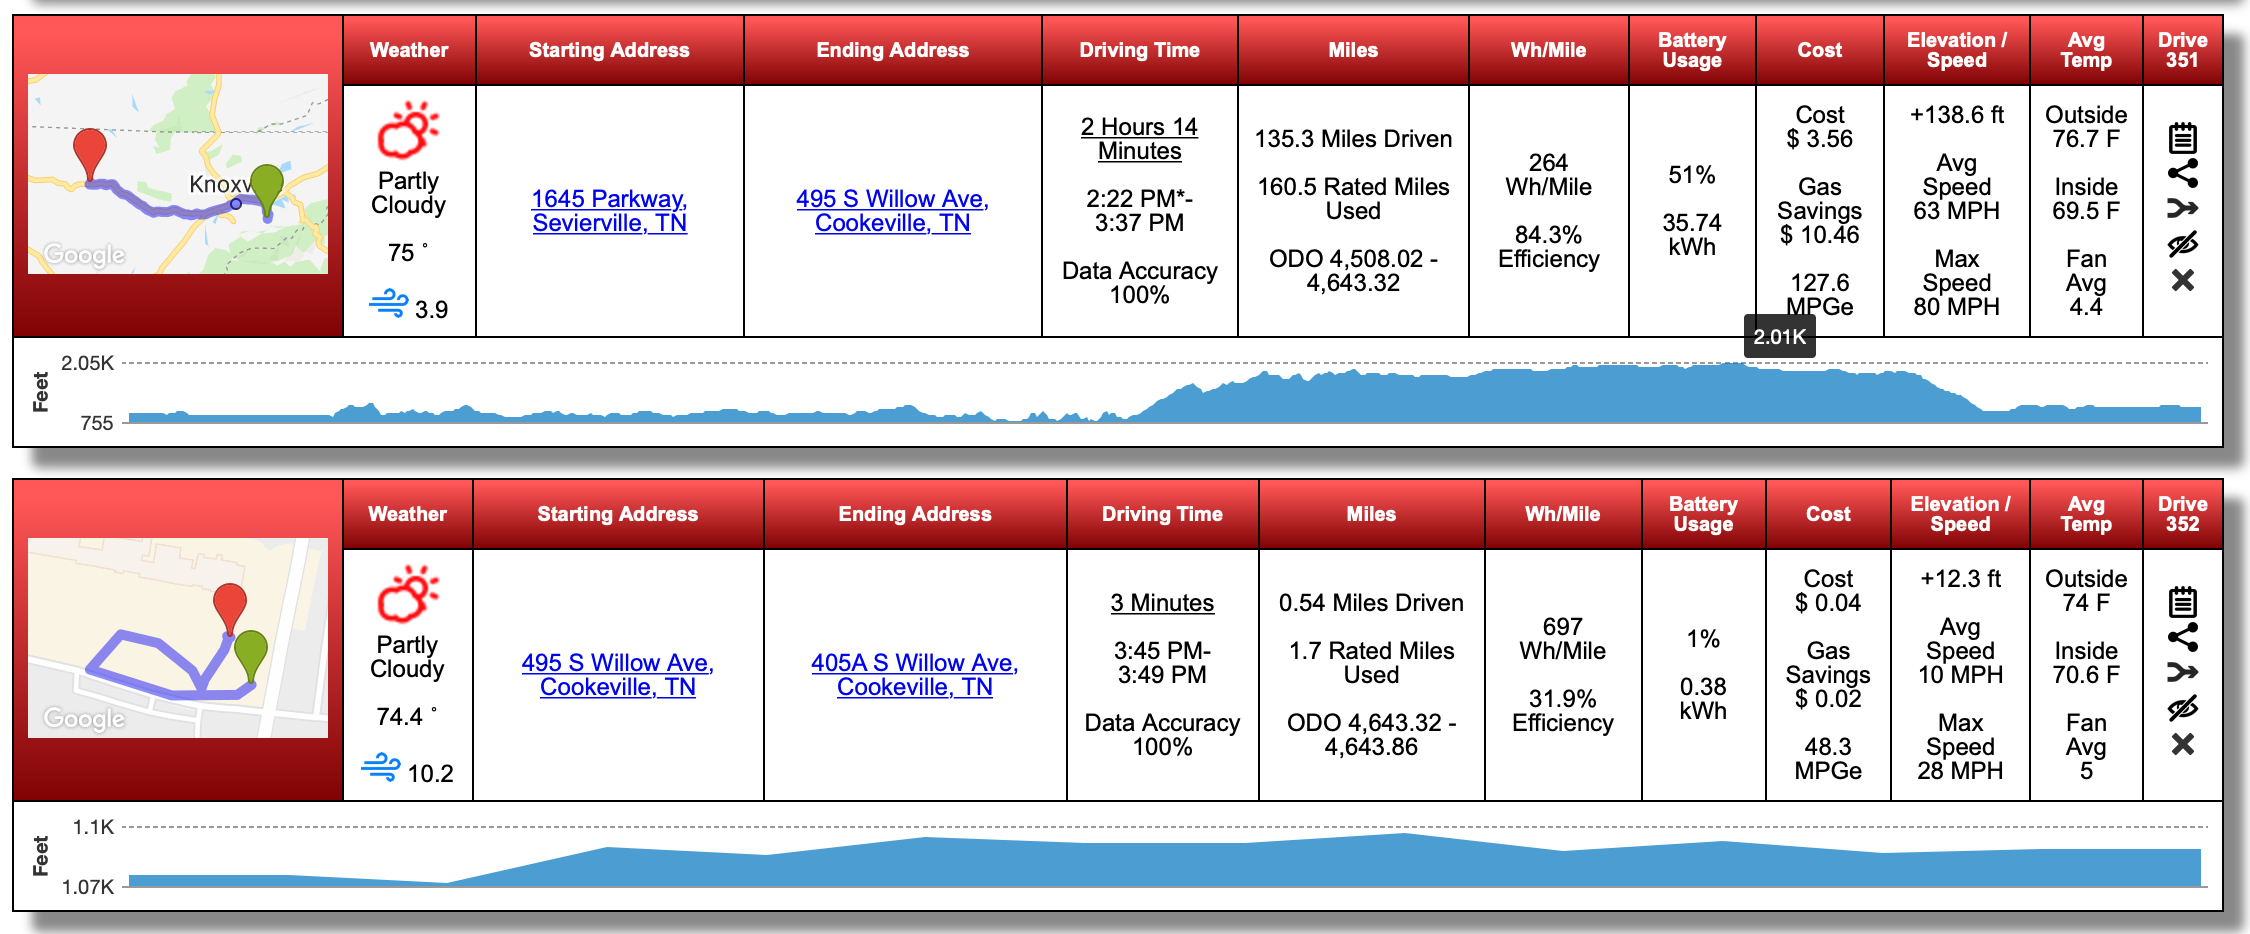 Weather
Starting Address
Ending Address
Driving Time
Miles
Wh/Mile
Battery
Usage
Cost
Elevation /
Speed
Avg
Temp
Drive
351
Google
Partly
Cloudy
75 °
3.9
1645 Parkway,
Sevierville, TN
495 S Willow Ave,
Cookeville, TN
2 Hours 14
Minutes
2:22 PM*-
3:37 PM
Data Accuracy
100%
135.3 Miles Driven
160.5 Rated Miles
Used
ODO 4,508.02 -
4,643.32
264
Wh/Mile
84.3%
Efficiency
51%
35.74
kWh
Cost
$ 3.56
Gas
Savings
$ 10.46
127.6
MPGe
+138.6 ft
Avg
Speed
63 MPH
Max
Speed
80 MPH
Outside
76.7 F
Inside
69.5 F
Fan
Avg
4.4
2.01K
Feet
2.05K
755
Weather
Starting Address
Ending Address
Driving Time
Miles
Wh/Mile
Battery
Usage
Cost
Elevation /
Speed
Avg
Temp
Drive
352
Google
Partly
Cloudy
74.4 °
10.2
495 S Willow Ave,
Cookeville, TN
405A S Willow Ave,
Cookeville, TN
3 Minutes
3:45 PM-
3:49 PM
Data Accuracy
100%
0.54 Miles Driven
1.7 Rated Miles
Used
ODO 4,643.32 -
4,643.86
697
Wh/Mile
31.9%
Efficiency
1%
0.38
kWh
Cost
$ 0.04
Gas
Savings
$ 0.02
48.3
MPGe
+12.3 ft
Avg
Speed
10 MPH
Max
Speed
28 MPH
Outside
74 F
Inside
70.6 F
Fan
Avg
5
Feet
1.1K
1.07K